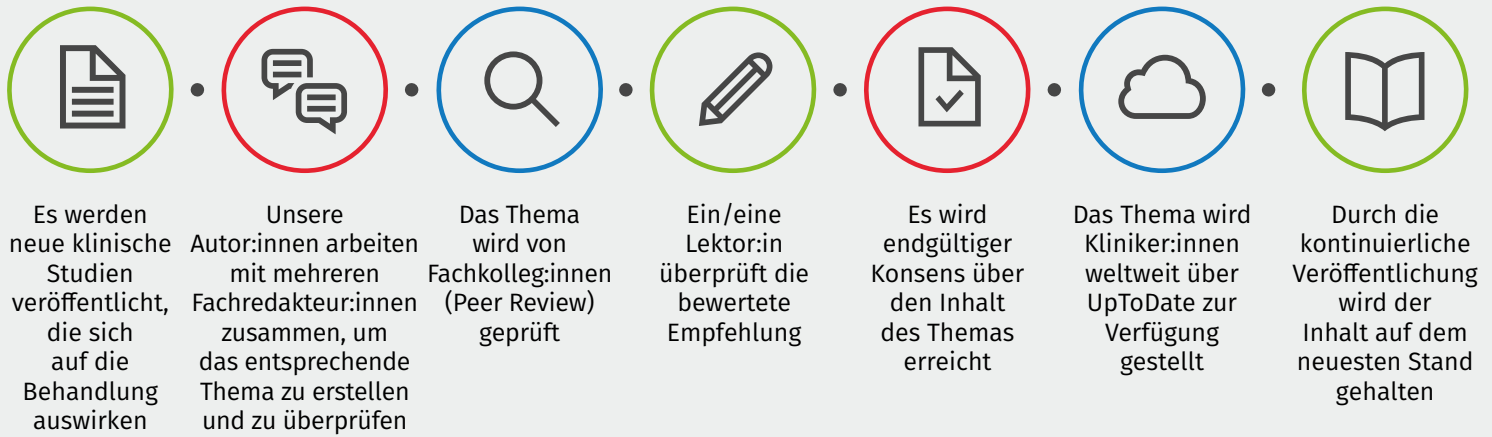 Es werden
neue klinische
Studien
veröffentlicht,
die sich
auf die
Behandlung
auswirken
Unsere
Autor:innen arbeiten
mit mehreren
Fachredakteur:innen
zusammen, um
das entsprechende
Thema zu erstellen
und zu überprüfen
Das Thema
wird von
Fachkolleg:innen
(Peer Review)
geprüft
Ein/eine
Lektor:in
überprüft die
bewertete
Empfehlung
Es wird
endgültiger
Konsens über
den Inhalt
des Themas
erreicht
Das Thema wird
Kliniker:innen
weltweit über
UpToDate zur
Verfügung
gestellt
Durch die
kontinuierliche
Veröffentlichung
wird der
Inhalt auf dem
neuesten Stand
gehalten